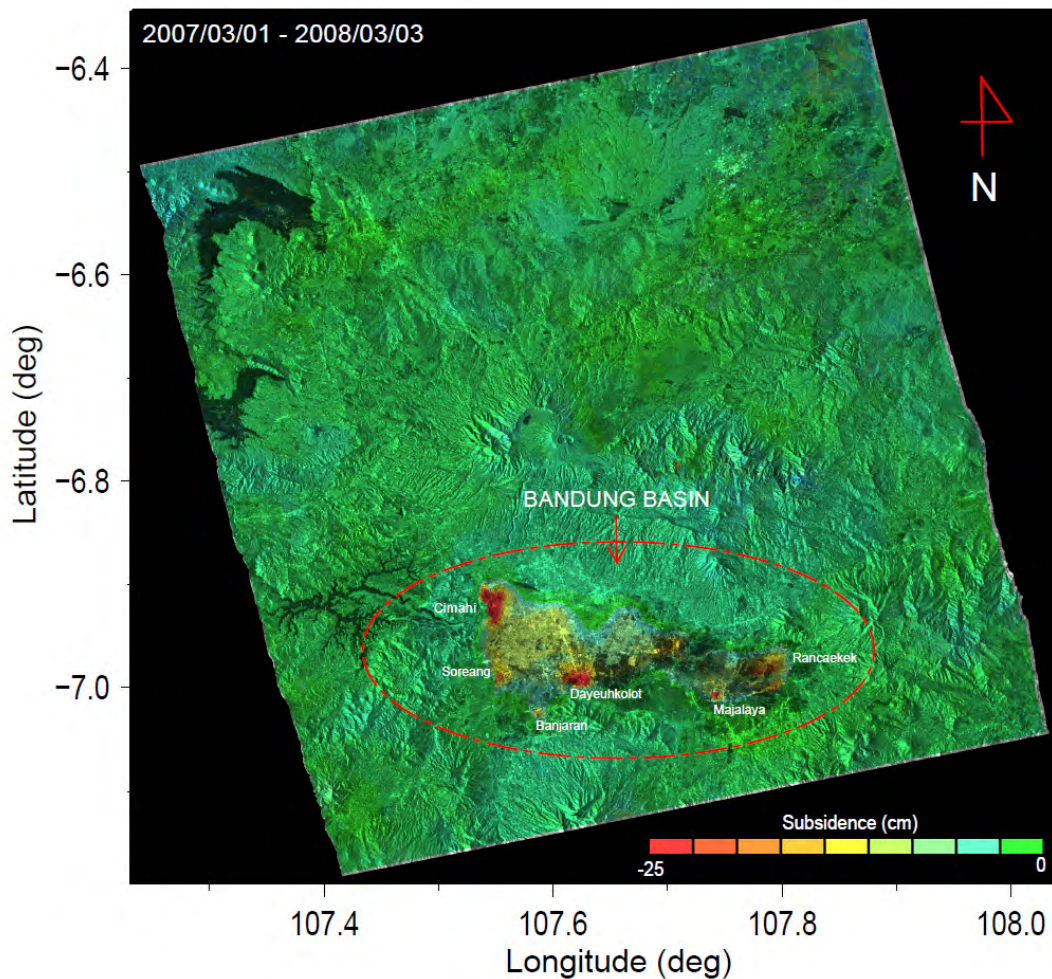 2007/03/01 - 2008/03/03
N
−6.4
−6.6
−6.8
−7.0
Latitude (deg)
BANDUNG BASIN
Cimahi
Soreang
Dayeuhkolot
Banjaran
Majalaya
Rancaekek
Subsidence (cm)
-25
0
107.4
107.6
107.8
108.0
Longitude (deg)